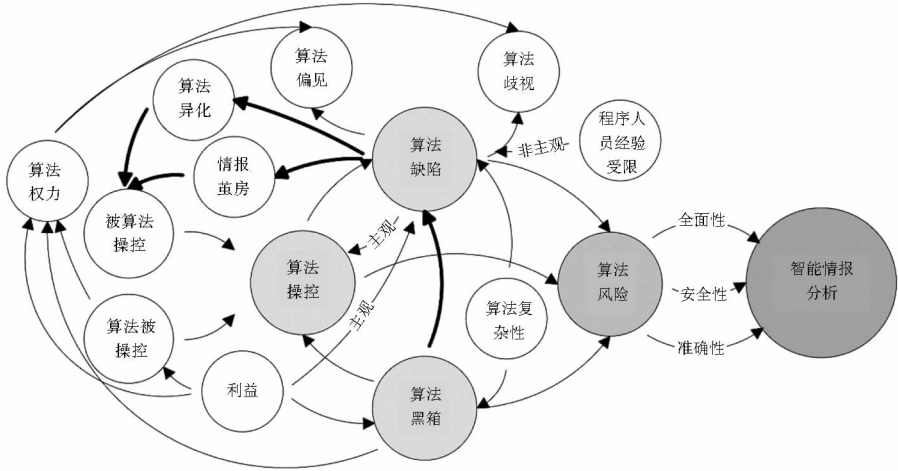 算法
偏见
算法
歧视
算法
异化
程序人
员经验
受限
非主观
算法
缺陷
情报
茧房
算法
权力
被算法
操控
主观
全面性
算法
操控
算法
风险
智能情报
分析
安全性
主观
算法复
杂性
算法被
操控
准确性
利益
算法
黑箱